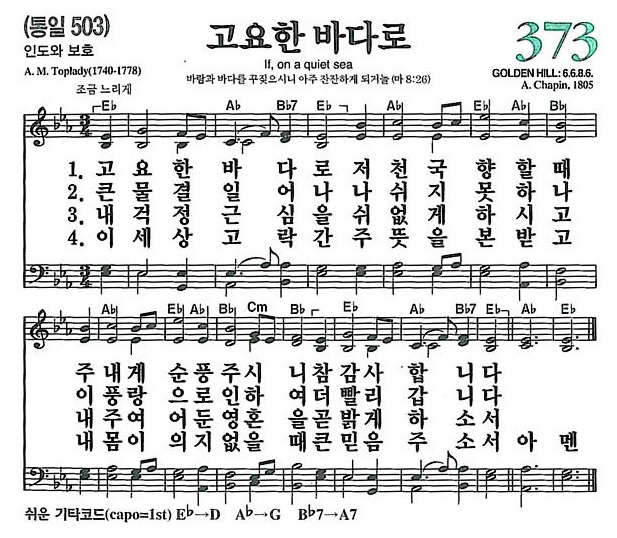 (통일 503)
고요한 바다로
373
인도와 보호
If, on a quiet sea
A. M. Toplady(1740-1778)
바람과 바다를 꾸짖으시니 아주 잔잔하게 되거늘 (마 8:26)
GOLDEN HILL: 6.6.8.6.
A. Chapin, 1805
조금 느리게
E♭ A♭ B♭7 E♭ A♭ E♭ A♭ B♭
3/4
1. 고 요 한 바 다 로 저 천 국 향 할 때
2. 큰 물 결 일 어 나 나 쉬 지 못 하 나
3. 내 걱 정 근 심 을 쉬 없 게 하 시 고
4. 이 세 상 고 락 간 주 뜻 을 본 받 고
3/4
A♭ E♭ A♭ B♭ Cm B♭ E♭ A♭ B♭7 E♭ A♭ E♭
주 내 게 순 풍 주 시 니 참 감 사 합 니 다
이 풍 랑 으 로 인 하 여 더 빨 리 갑 니 다
내 주 여 어 둔 영 혼 을 곧 밝 게 하 소 서
내 몸 이 의 지 없 을 때 큰 믿 음 주 소 서 아 멘
쉬운 기타코드(capo=1st) E♭→D A♭→G B♭7→A7